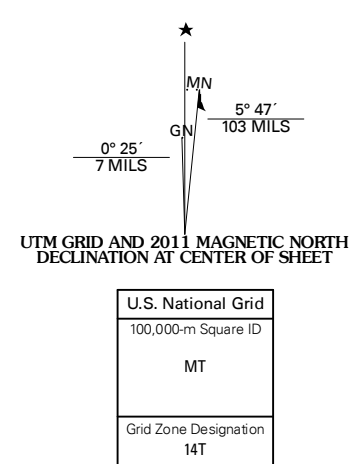 MN
GN
5° 47´
103 MILS
0° 25´
7 MILS
UTM GRID AND 2011 MAGNETIC NORTH
DECLINATION AT CENTER OF SHEET
U.S. National Grid
100,000-m Square ID
MT
Grid Zone Designation
14T